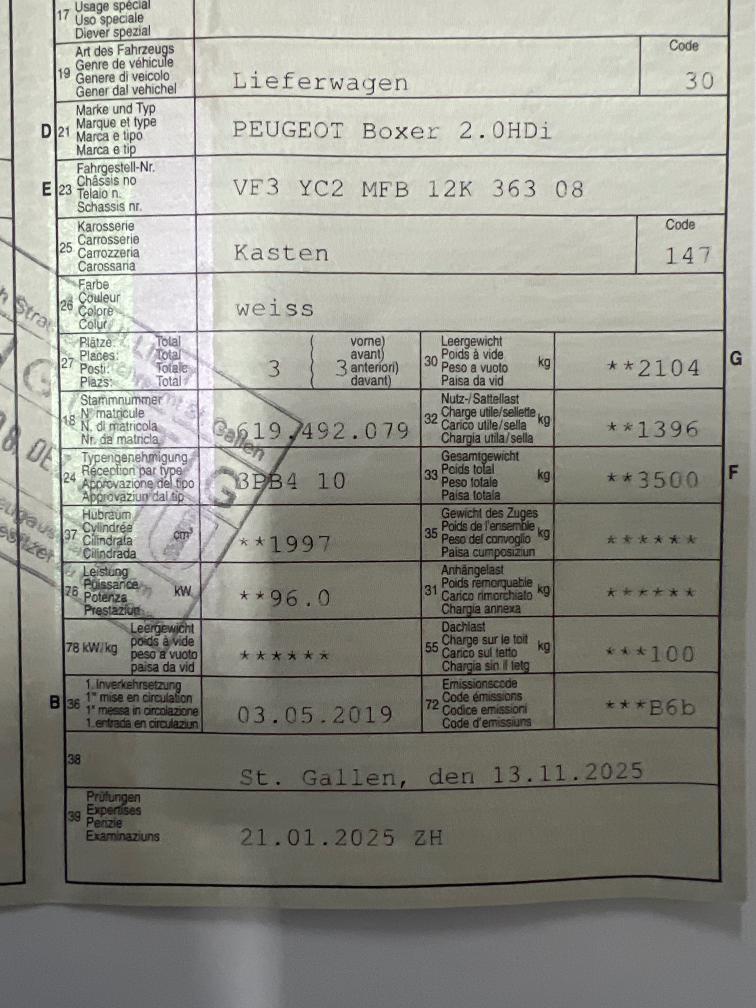 17 Usage spécial
Uso speciale
Diever spezial
19 Art des Fahrzeugs
Genre de véhicule
Genere di veicolo
Gener dal vehichel
Lieferwagen
Code
30
D 21 Marke und Typ
Marque et type
Marca e tipo
Marca e tip
PEUGEOT Boxer 2.0HDi
E 23 Fahrgestell-Nr.
Châssis no
Telaio n.
Schassis nr.
VF3 YC2 MFB 12K 363 08
25 Karosserie
Carrosserie
Carrozzeria
Carossaria
Kasten
Code
147
26 Farbe
Couleur
Colore
Colur
weiss
27 Plätze: Total
Places: Total
Posti: Totale
Plazs: Total
3
3
vorne)
avant)
anteriori)
davant)
30 Leergewicht
Poids à vide
Peso a vuoto
Paisa da vid
kg
**2104
G
18 Stammnummer
N° matricule
N. di matricola
Nr. da matricla
619.492.079
32 Nutz-/Sattellast
Charge utile/sellette
Carico utile/sella
Chargia utila/sella
kg
**1396
24 Typengenehmigung
Réception par type
Approvazione del tipo
Approvaziun dal tip
3PB4 10
33 Gesamtgewicht
Poids total
Peso totale
Paisa totala
kg
**3500
F
37 Hubraum
Cylindrée
Cilindrata
Cilindrada
cm³
**1997
35 Gewicht des Zuges
Poids de l'ensemble
Peso del convoglio
Paisa cumposiziun
kg
******
76 Leistung
Puissance
Potenza
Prestaziun
kW
**96.0
31 Anhängelast
Poids remorquable
Carico rimorchiato
Chargia annexa
kg
******
78 kW/kg
Leergewicht
poids à vide
peso a vuoto
paisa da vid
******
55 Dachlast
Charge sur le toit
Carico sul tetto
Chargia sin il tetg
kg
***100
B 36 1. Inverkehrsetzung
1re mise en circulation
1a messa in circolazione
1. entrada en circulaziun
03.05.2019
72 Emissionscode
Code émissions
Codice emissioni
Code d'emissiuns
***B6b
38
St. Gallen, den 13.11.2025
39 Prüfungen
Expertises
Perizie
Examinaziuns
21.01.2025 ZH